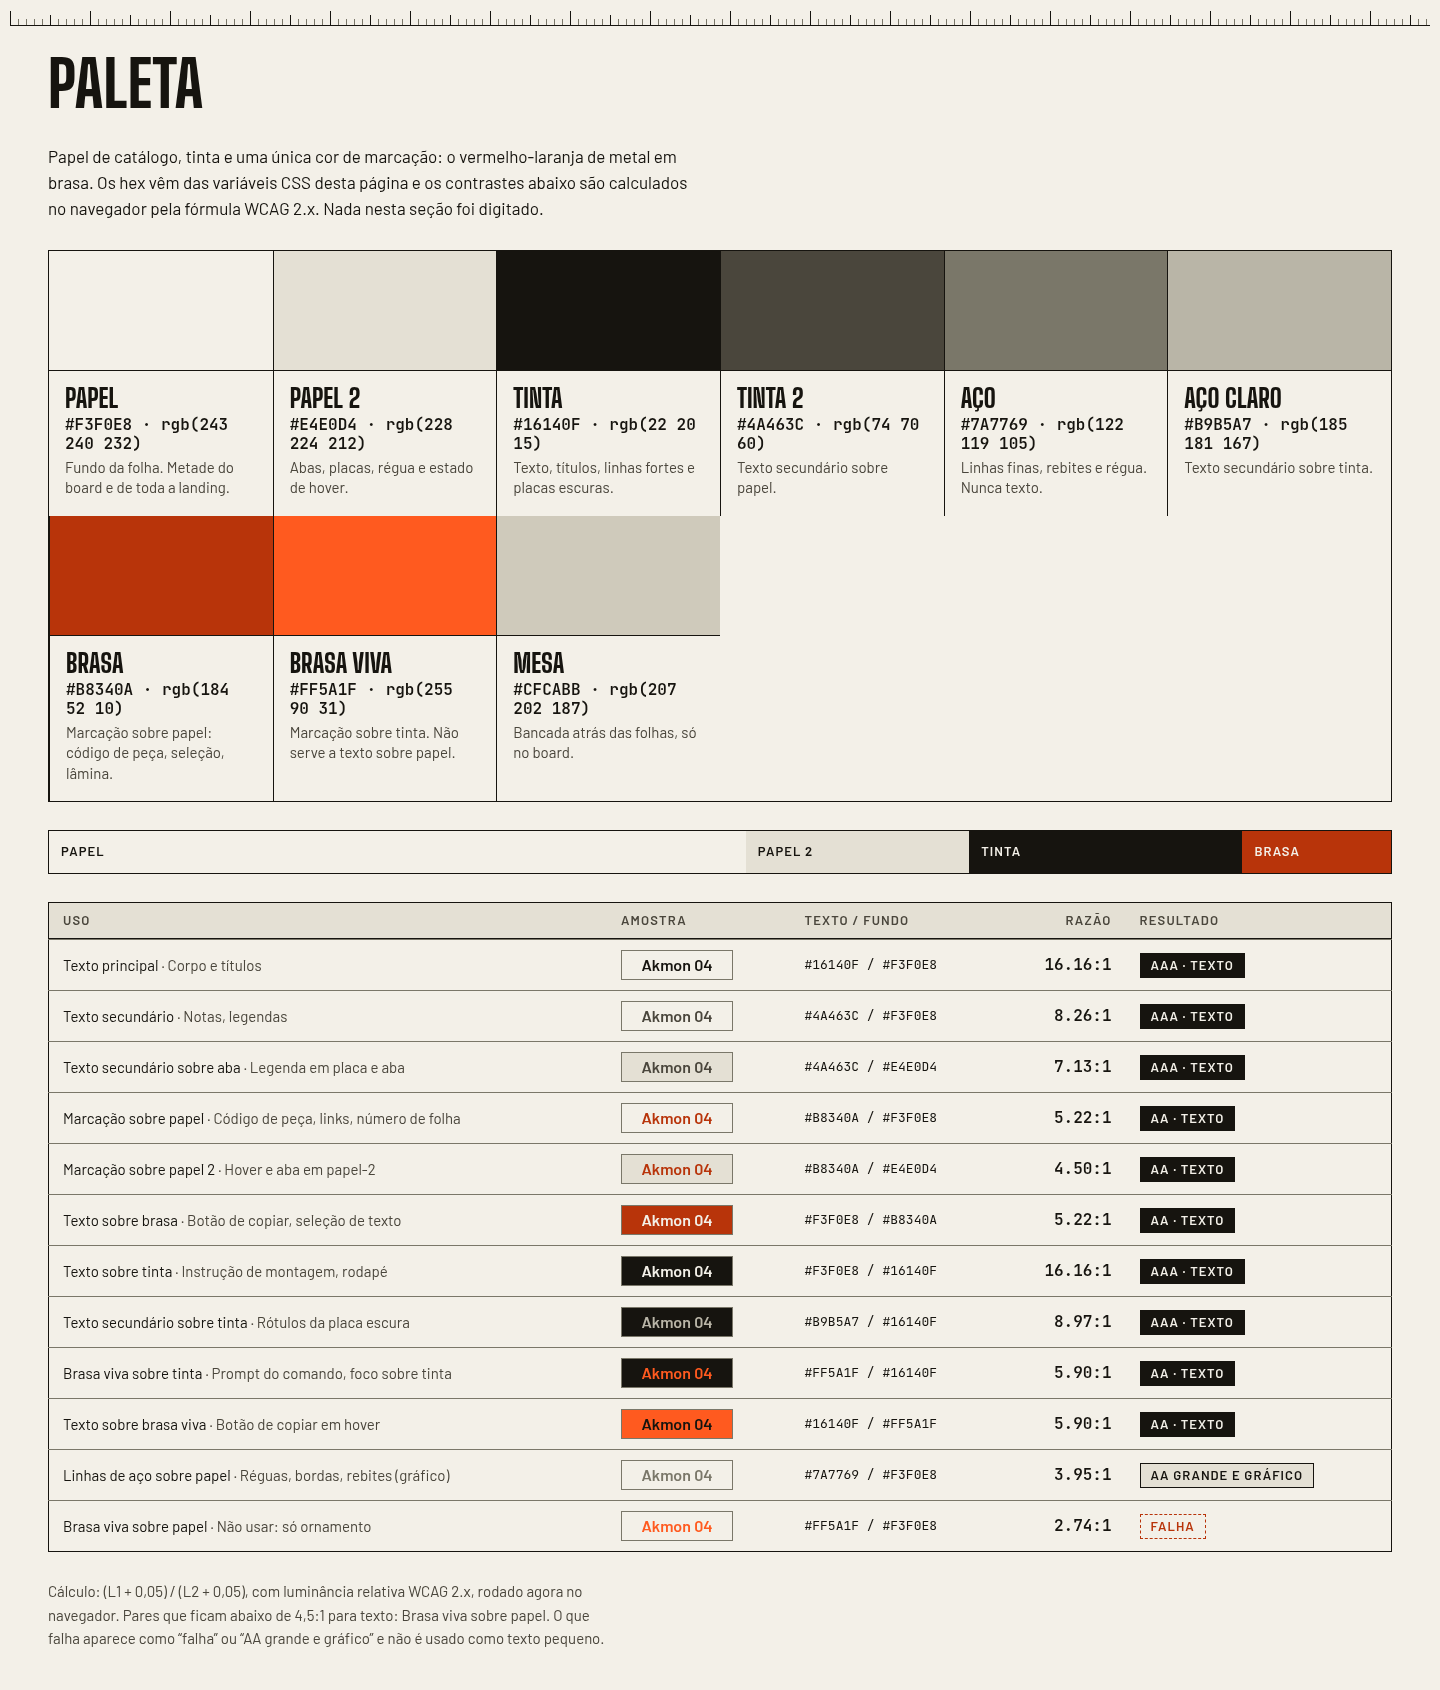 PALETA
Papel de catálogo, tinta e uma única cor de marcação: o vermelho-laranja de metal em
brasa. Os hex vêm das variáveis CSS desta página e os contrastes abaixo são calculados
no navegador pela fórmula WCAG 2.x. Nada nesta seção foi digitado.
PAPEL
#F3F0E8 · rgb(243
240 232)
Fundo da folha. Metade do
board e de toda a landing.
PAPEL 2
#E4E0D4 · rgb(228
224 212)
Abas, placas, régua e estado
de hover.
TINTA
#16140F · rgb(22 20
15)
Texto, títulos, linhas fortes e
placas escuras.
TINTA 2
#4A463C · rgb(74 70
60)
Texto secundário sobre
papel.
AÇO
#7A7769 · rgb(122
119 105)
Linhas finas, rebites e régua.
Nunca texto.
AÇO CLARO
#B9B5A7 · rgb(185
181 167)
Texto secundário sobre tinta.
BRASA
#B8340A · rgb(184
52 10)
Marcação sobre papel:
código de peça, seleção,
lâmina.
BRASA VIVA
#FF5A1F · rgb(255
90 31)
Marcação sobre tinta. Não
serve a texto sobre papel.
MESA
#CFCABB · rgb(207
202 187)
Bancada atrás das folhas, só
no board.
PAPEL PAPEL 2 TINTA BRASA
USO AMOSTRA TEXTO / FUNDO RAZÃO RESULTADO
Texto principal · Corpo e títulos Akmon 04 #16140F / #F3F0E8 16.16:1 AAA · TEXTO
Texto secundário · Notas, legendas Akmon 04 #4A463C / #F3F0E8 8.26:1 AAA · TEXTO
Texto secundário sobre aba · Legenda em placa e aba Akmon 04 #4A463C / #E4E0D4 7.13:1 AAA · TEXTO
Marcação sobre papel · Código de peça, links, número de folha Akmon 04 #B8340A / #F3F0E8 5.22:1 AA · TEXTO
Marcação sobre papel 2 · Hover e aba em papel-2 Akmon 04 #B8340A / #E4E0D4 4.50:1 AA · TEXTO
Texto sobre brasa · Botão de copiar, seleção de texto Akmon 04 #F3F0E8 / #B8340A 5.22:1 AA · TEXTO
Texto sobre tinta · Instrução de montagem, rodapé Akmon 04 #F3F0E8 / #16140F 16.16:1 AAA · TEXTO
Texto secundário sobre tinta · Rótulos da placa escura Akmon 04 #B9B5A7 / #16140F 8.97:1 AAA · TEXTO
Brasa viva sobre tinta · Prompt do comando, foco sobre tinta Akmon 04 #FF5A1F / #16140F 5.90:1 AA · TEXTO
Texto sobre brasa viva · Botão de copiar em hover Akmon 04 #16140F / #FF5A1F 5.90:1 AA · TEXTO
Linhas de aço sobre papel · Réguas, bordas, rebites (gráfico) Akmon 04 #7A7769 / #F3F0E8 3.95:1 AA GRANDE E GRÁFICO
Brasa viva sobre papel · Não usar: só ornamento Akmon 04 #FF5A1F / #F3F0E8 2.74:1 FALHA
Cálculo: (L1 + 0,05) / (L2 + 0,05), com luminância relativa WCAG 2.x, rodado agora no
navegador. Pares que ficam abaixo de 4,5:1 para texto: Brasa viva sobre papel. O que
falha aparece como “falha” ou “AA grande e gráfico” e não é usado como texto pequeno.